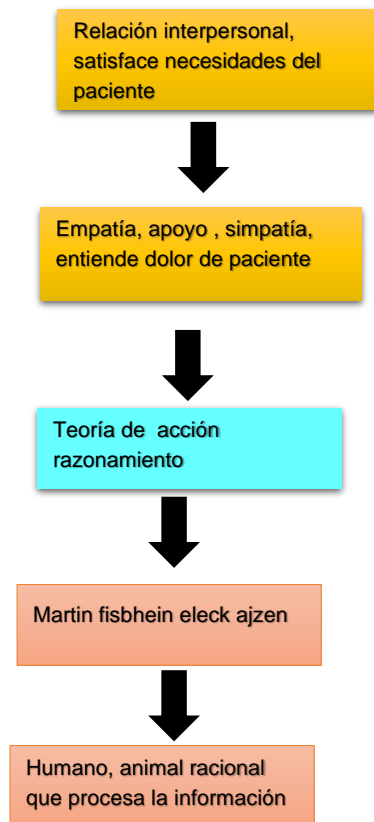 Relación interpersonal,
satisface necesidades del
paciente
Empatía, apoyo , simpatía,
entiende dolor de paciente
Teoría de  acción
razonamiento
Martin fisbhein eleck ajzen
Humano, animal racional
que procesa la información